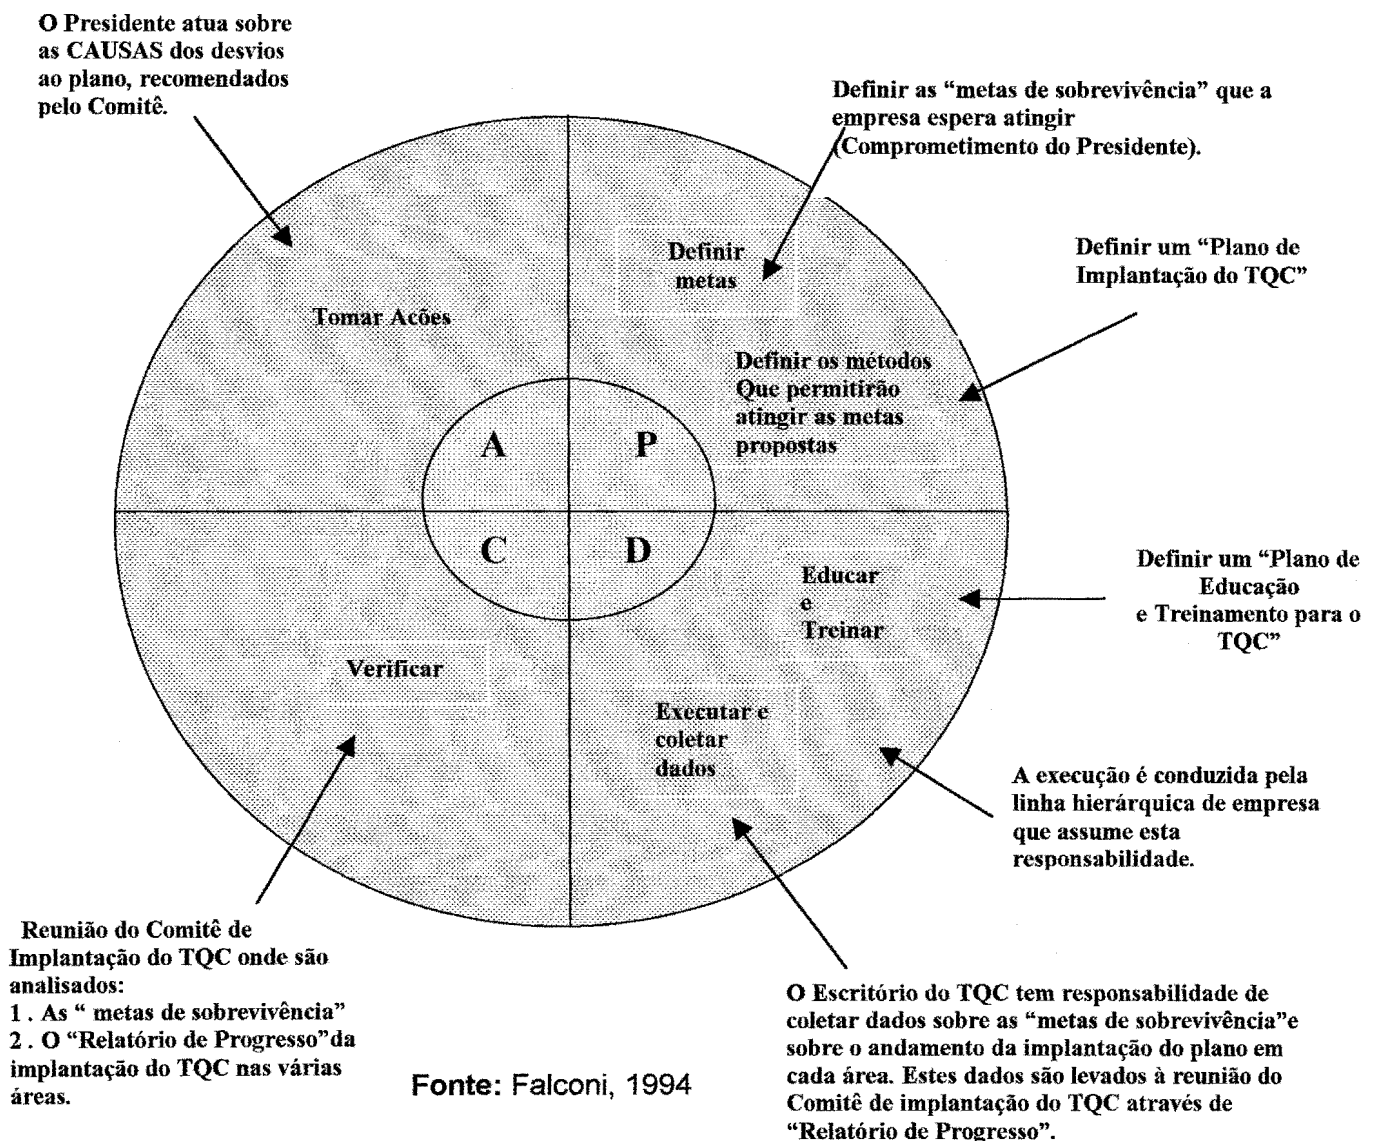 O Presidente atua sobre
as CAUSAS dos desvios
ao plano, recomendados
pelo Comitê.
Definir as “metas de sobrevivência” que a
empresa espera atingir
(Comprometimento do Presidente).
Definir um “Plano de
Implantação do TQC”
Definir
metas
Tomar Acões
Definir os métodos
Que permitirão
atingir as metas
propostas
A
P
C
D
Educar
e
Treinar
Definir um “Plano de
Educação
e Treinamento para o
TQC”
Verificar
Executar e
coletar
dados
A execução é conduzida pela
linha hierárquica de empresa
que assume esta
responsabilidade.
Reunião do Comitê de
Implantação do TQC onde são
analisados:
1 . As “ metas de sobrevivência”
2 . O “Relatório de Progresso”da
implantação do TQC nas várias
áreas.
O Escritório do TQC tem responsabilidade de
coletar dados sobre as “metas de sobrevivência”e
sobre o andamento da implantação do plano em
cada área. Estes dados são levados à reunião do
Comitê de implantação do TQC através de
“Relatório de Progresso”.
Fonte: Falconi, 1994